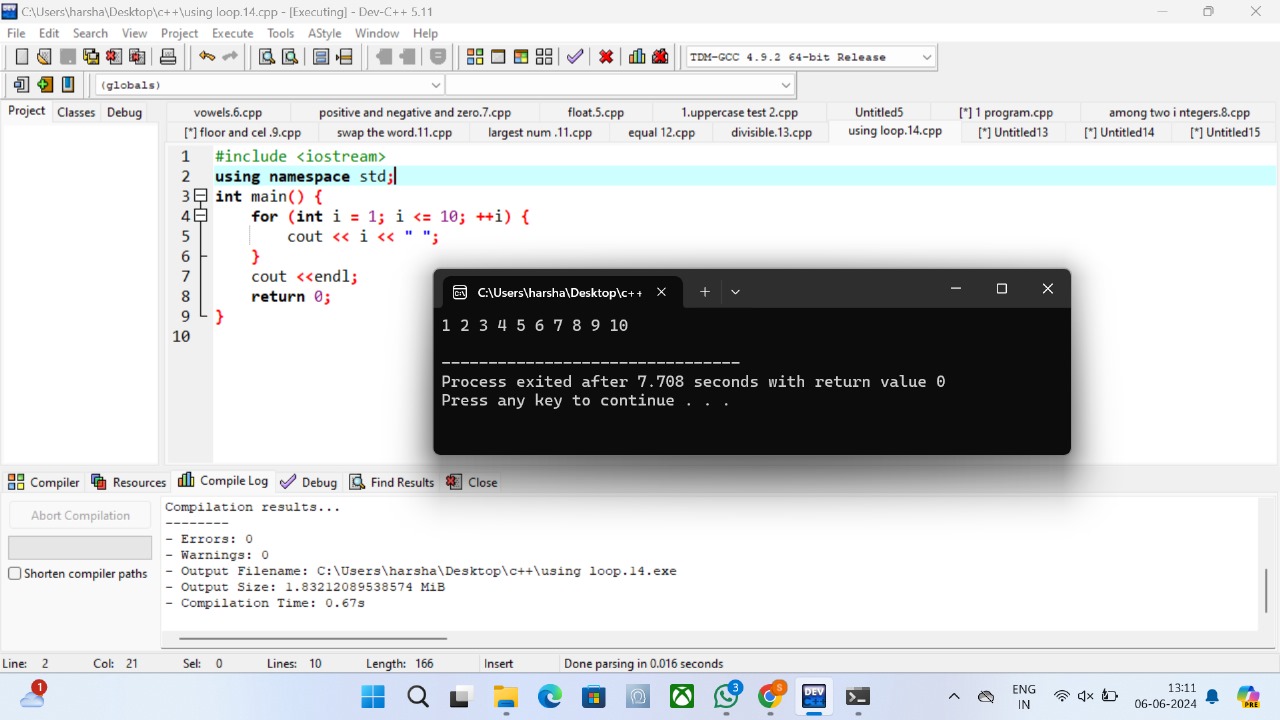 C:\Users\harsha\Desktop\c++\using loop.14.cpp - [Executing] - Dev-C++ 5.11
File Edit Search View Project Execute Tools AStyle Window Help
TDM-GCC 4.9.2 64-bit Release
(globals)
Project Classes Debug
vowels.6.cpp positive and negative and zero.7.cpp float.5.cpp 1.uppercase test 2.cpp Untitled5 [*] 1 program.cpp among two i ntegers.8.cpp
[*] floor and cel .9.cpp swap the word.11.cpp largest num .11.cpp equal 12.cpp divisible.13.cpp using loop.14.cpp [*] Untitled13 [*] Untitled14 [*] Untitled15
1 #include <iostream>
2 using namespace std;
3 int main() {
4 for (int i = 1; i <= 10; ++i) {
5 cout << i << " ";
6 }
7 cout <<endl;
8 return 0;
9 }
10
C:\Users\harsha\Desktop\c++
1 2 3 4 5 6 7 8 9 10
--------------------------------
Process exited after 7.708 seconds with return value 0
Press any key to continue . . .
Compiler Resources Compile Log Debug Find Results Close
Abort Compilation
Shorten compiler paths
Compilation results...
--------
- Errors: 0
- Warnings: 0
- Output Filename: C:\Users\harsha\Desktop\c++\using loop.14.exe
- Output Size: 1.83212089538574 MiB
- Compilation Time: 0.67s
Line: 2 Col: 21 Sel: 0 Lines: 10 Length: 166 Insert Done parsing in 0.016 seconds
1
DEV
3
S
DEV
ENG
IN
13:11
06-06-2024
PRE